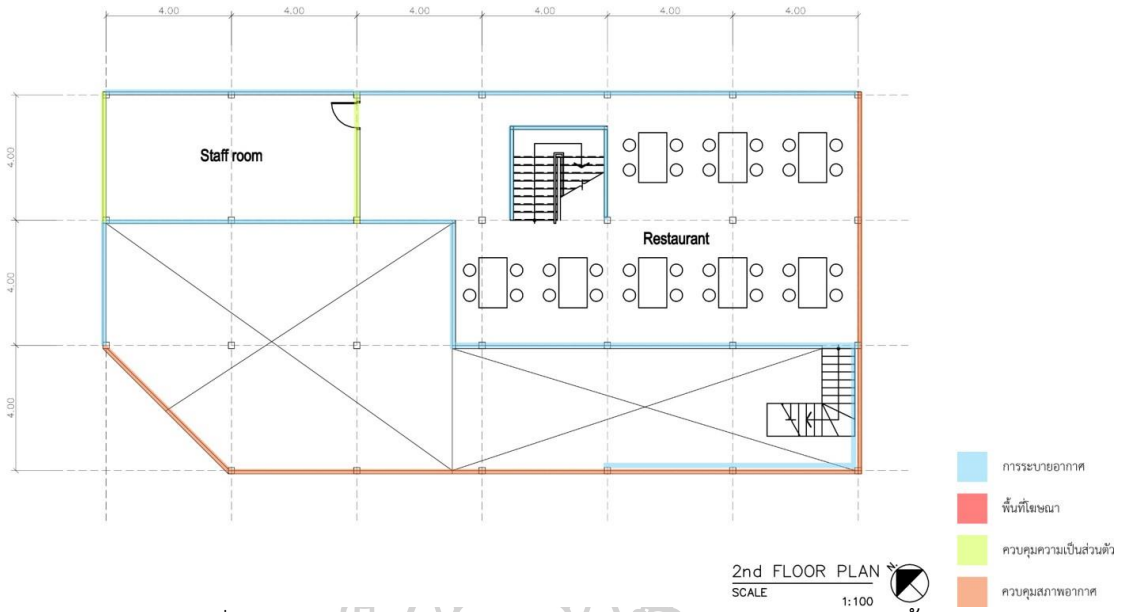 4.00 4.00 4.00 4.00 4.00 4.00
4.00
4.00
4.00
Staff room
Restaurant
การระบายอากาศ
พื้นที่โฆษณา
ควบคุมความเป็นส่วนตัว
ควบคุมสภาพอากาศ
2nd FLOOR PLAN N.
SCALE 1:100